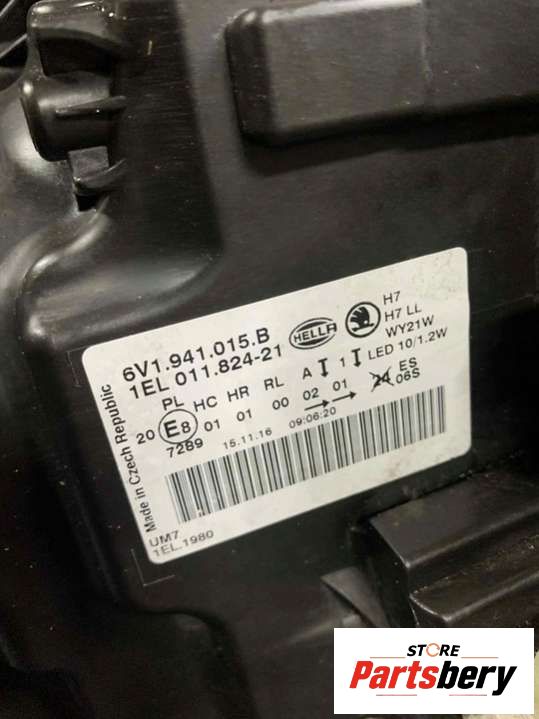 6V1.941.015.B
1EL 011.824-21
HELLA
H7
H7 LL
WY21W
LED 10/1.2W
PL HC HR RL A 1
20 E8 01 01 00 02 01
24 ES
06S
7289
15.11.16 09:06:20
Made in Czech Republic
UM7
1EL.1980
STORE
Partsbery